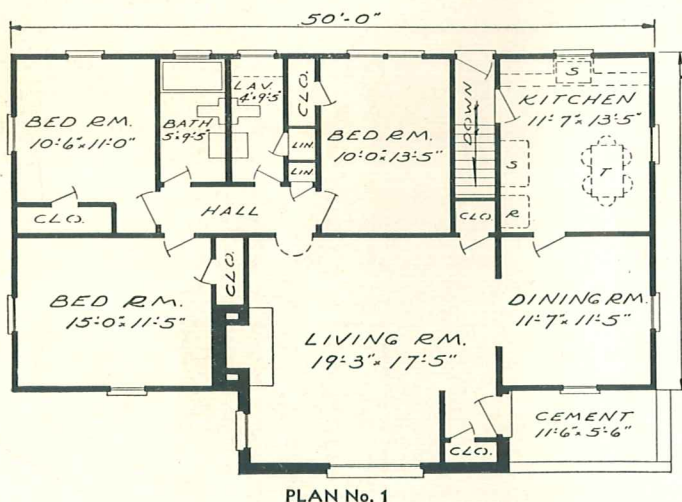 50'-0"
BED RM.
10'-6"x11'-0"
CLO.
BATH
5'x9'-5"
LAV.
4'x9'-5"
CLO.
LIN
LIN
BED RM.
10'-0"x13'-5"
DOWN
CLO.
S
KITCHEN
11'-7"x13'-5"
S
T
R
HALL
BED RM.
15'-0"x11'-5"
CLO.
LIVING RM.
19'-3"x17'-5"
DINING RM.
11'-7"x11'-5"
CLO.
CEMENT
11'-6"x5'-6"
PLAN No. 1